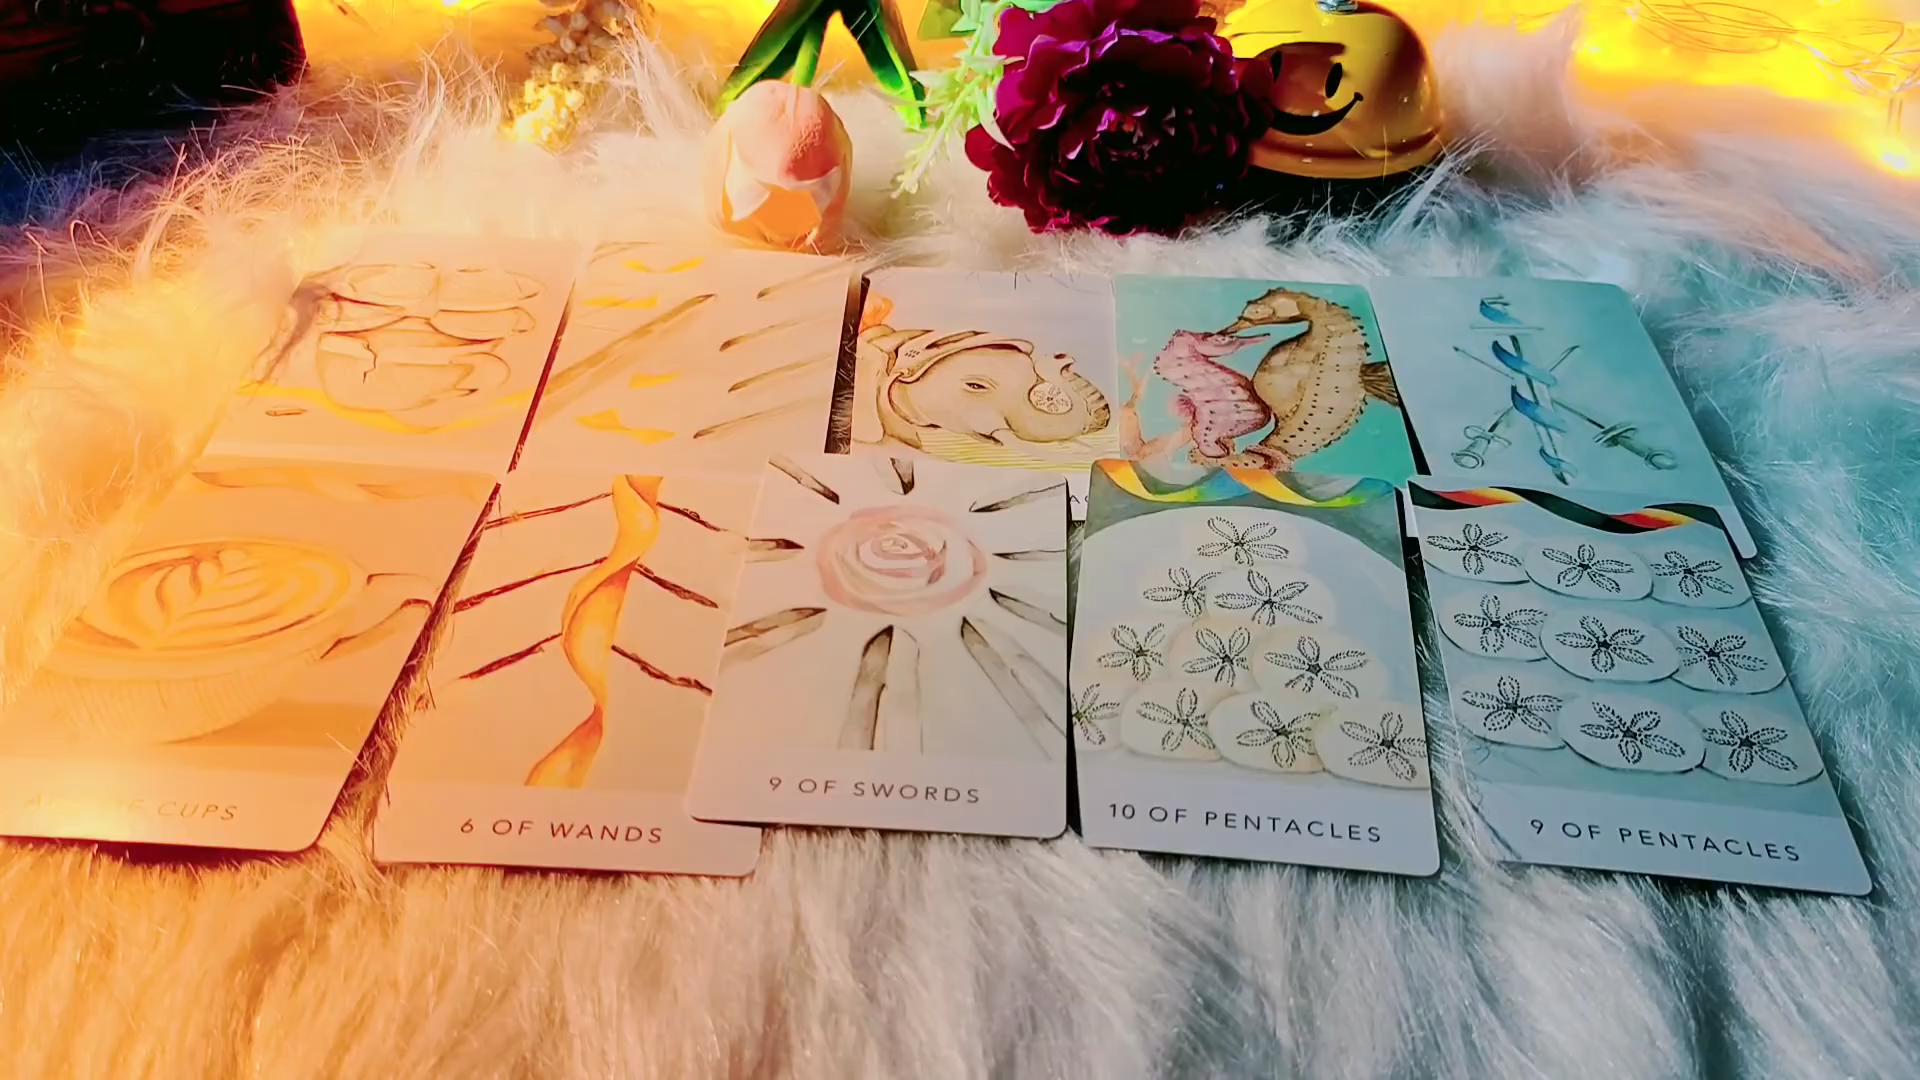 CUPS
6 OF WANDS
9 OF SWORDS
10 OF PENTACLES
9 OF PENTACLES